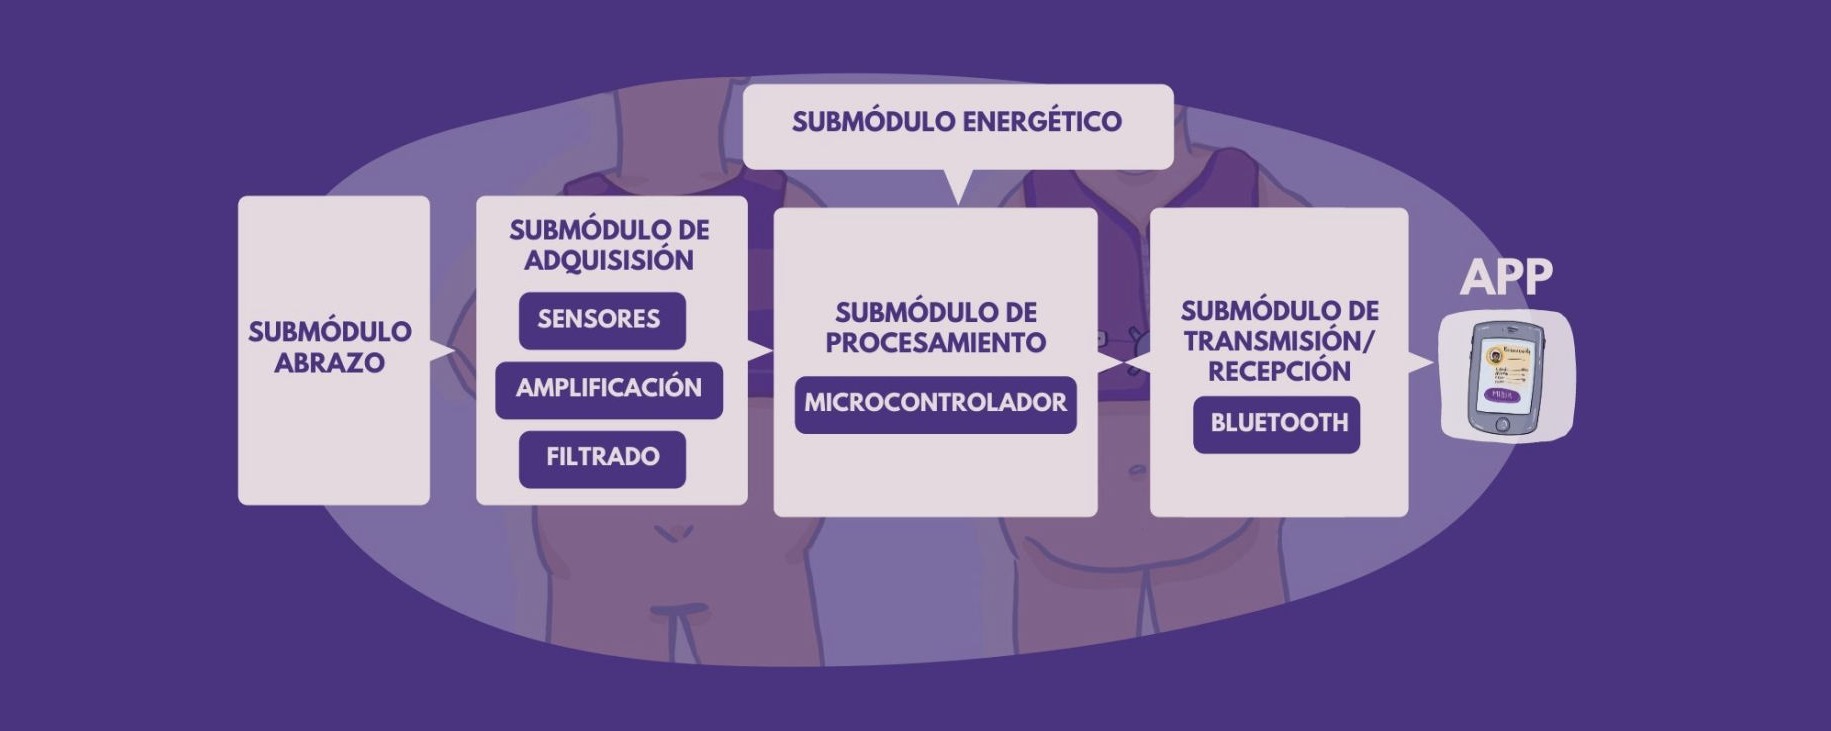 SUBMÓDULO ENERGÉTICO
SUBMÓDULO
ABRAZO
SUBMÓDULO DE
ADQUISISIÓN
SENSORES
AMPLIFICACIÓN
FILTRADO
SUBMÓDULO DE
PROCESAMIENTO
MICROCONTROLADOR
SUBMÓDULO DE
TRANSMISIÓN/
RECEPCIÓN
BLUETOOTH
APP